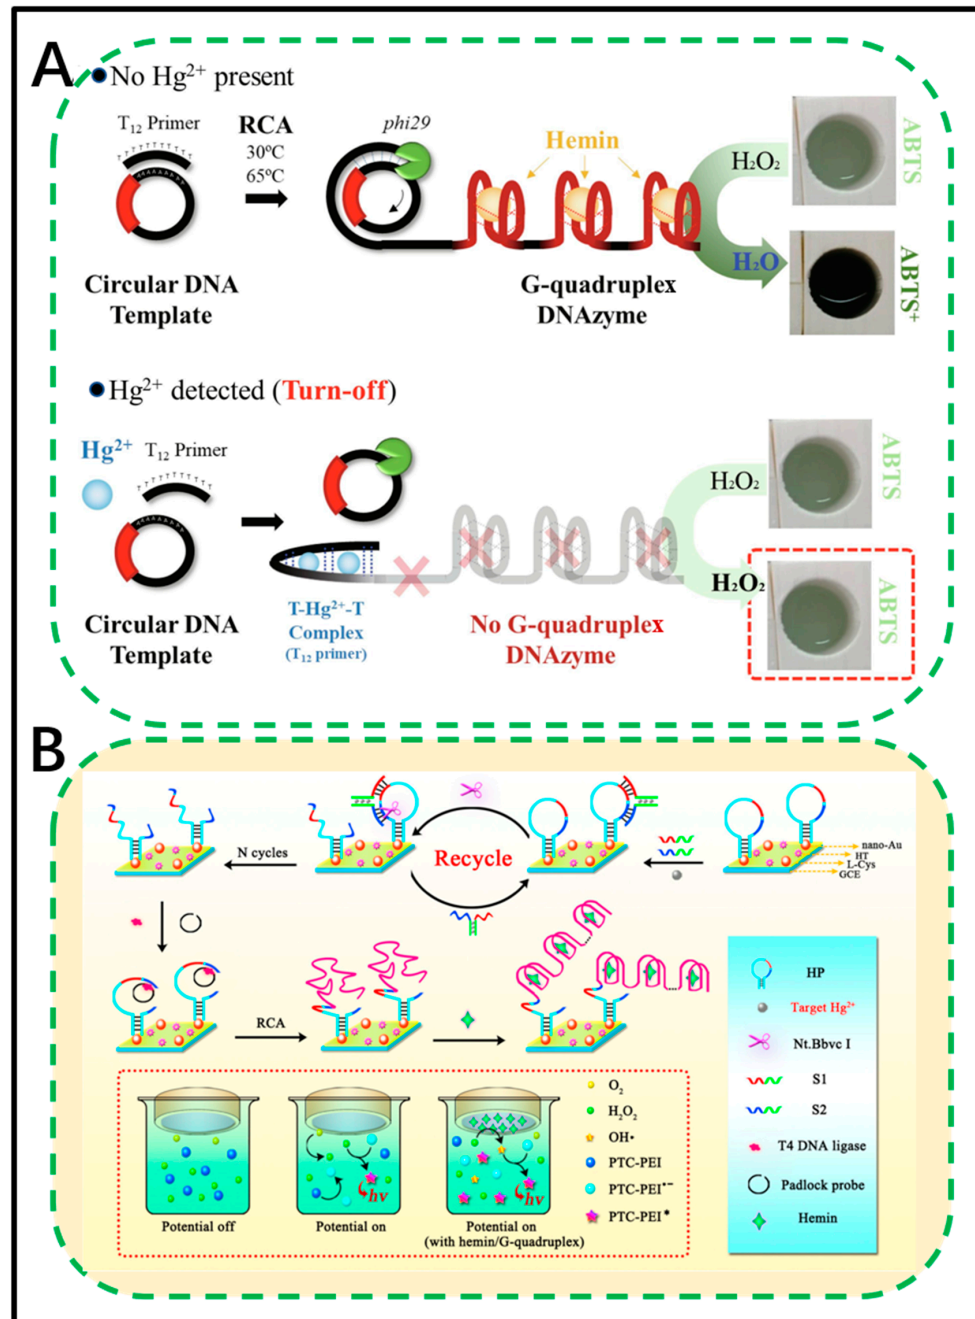 A
No Hg²⁺ present
T₁₂ Primer
RCA
30ºC
65ºC
phi29
Hemin
H₂O₂
ABTS
H₂O
ABTS⁺
Circular DNA
Template
G-quadruplex
DNAzyme
Hg²⁺ detected (Turn-off)
Hg²⁺
T₁₂ Primer
H₂O₂
ABTS
H₂O₂
ABTS
Circular DNA
Template
T-Hg²⁺-T
Complex
(T₁₂ primer)
No G-quadruplex
DNAzyme
B
N cycles
Recycle
nano-Au
HT
L-Cys
GCE
RCA
HP
Target Hg²⁺
Nt.Bbvc I
S1
S2
T4 DNA ligase
Padlock probe
Hemin
O₂
H₂O₂
OH•
PTC-PEI
PTC-PEI•⁻
PTC-PEI*
hv
hv
Potential off
Potential on
Potential on
(with hemin/G-quadruplex)